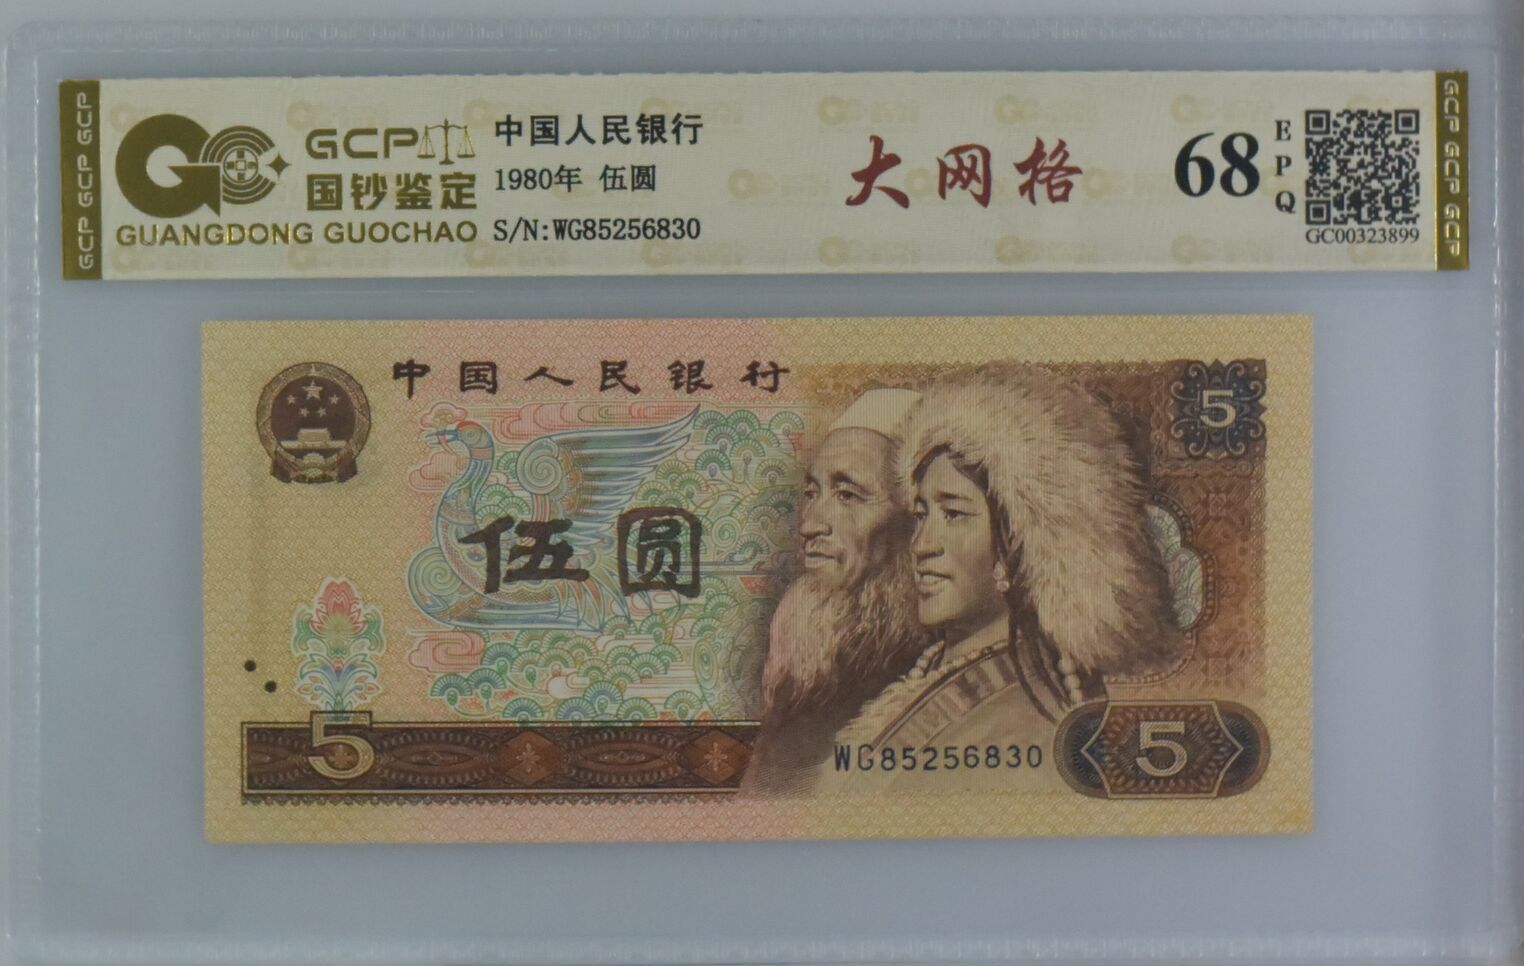 GCP
国钞鉴定
GUANGDONG GUOCHAO
中国人民银行
1980年 伍圆
S/N:WG85256830
大网格
68
EPQ
GC00323899
GCP GCP GCP
GCP GCP GCP
中国人民银行
5
伍圆
5
WG85256830
5